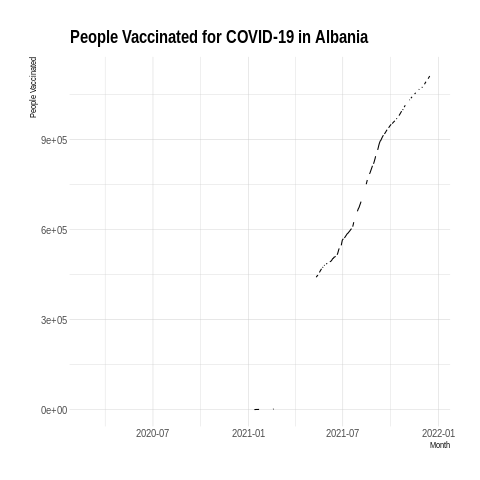 People Vaccinated for COVID-19 in Albania
People Vaccinated
9e+05
6e+05
3e+05
0e+00
2020-07
2021-01
2021-07
2022-01
Month